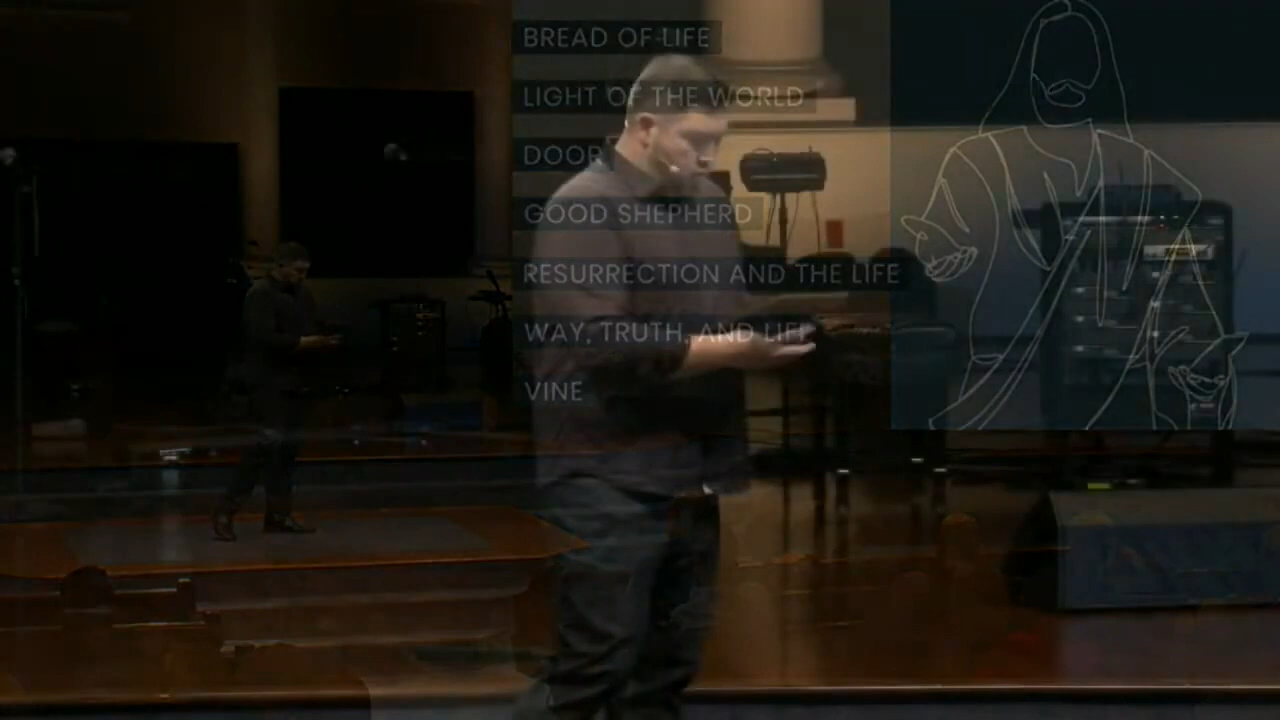 BREAD OF LIFE
LIGHT OF THE WORLD
DOOR
GOOD SHEPHERD
RESURRECTION AND THE LIFE
WAY, TRUTH, AND LIFE
VINE